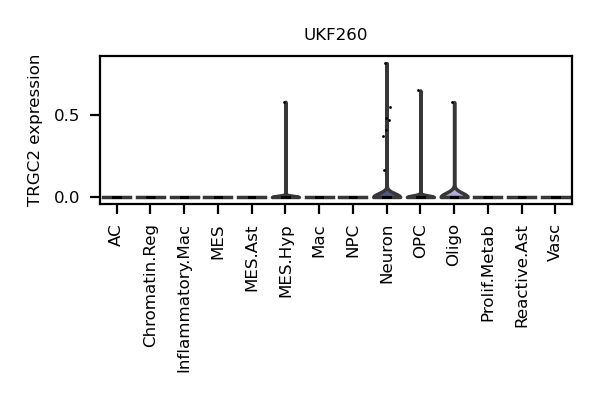 UKF260
TRGC2 expression
0.5
0.0
AC
Chromatin.Reg
Inflammatory.Mac
MES
MES.Ast
MES.Hyp
Mac
NPC
Neuron
OPC
Oligo
Prolif.Metab
Reactive.Ast
Vasc